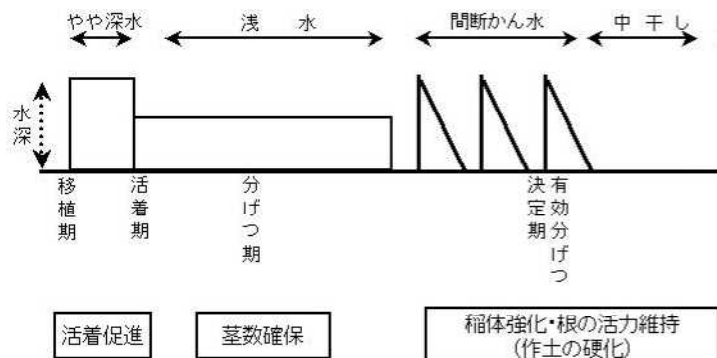 やや深水
浅 水
間断かん水
中 干 し
水深
移植期
活着期
分げつ期
有効分げつ
決定期
活着促進
茎数確保
稲体強化・根の活力維持
(作土の硬化)